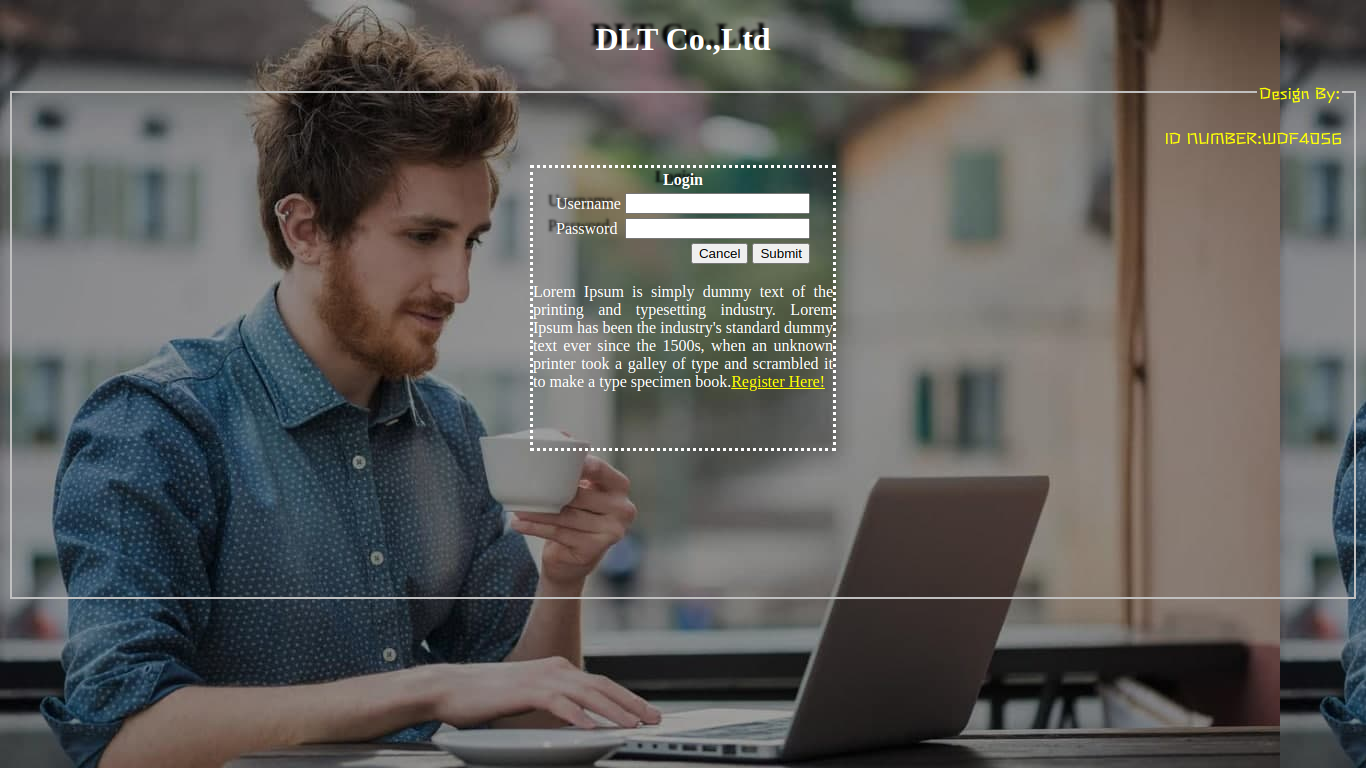 DLT Co.,Ltd
Design By:
ID NUMBER:WDF4056
Login
Username
Password
Cancel Submit
Lorem Ipsum is simply dummy text of the
printing and typesetting industry. Lorem
Ipsum has been the industry's standard dummy
text ever since the 1500s, when an unknown
printer took a galley of type and scrambled it
to make a type specimen book.Register Here!